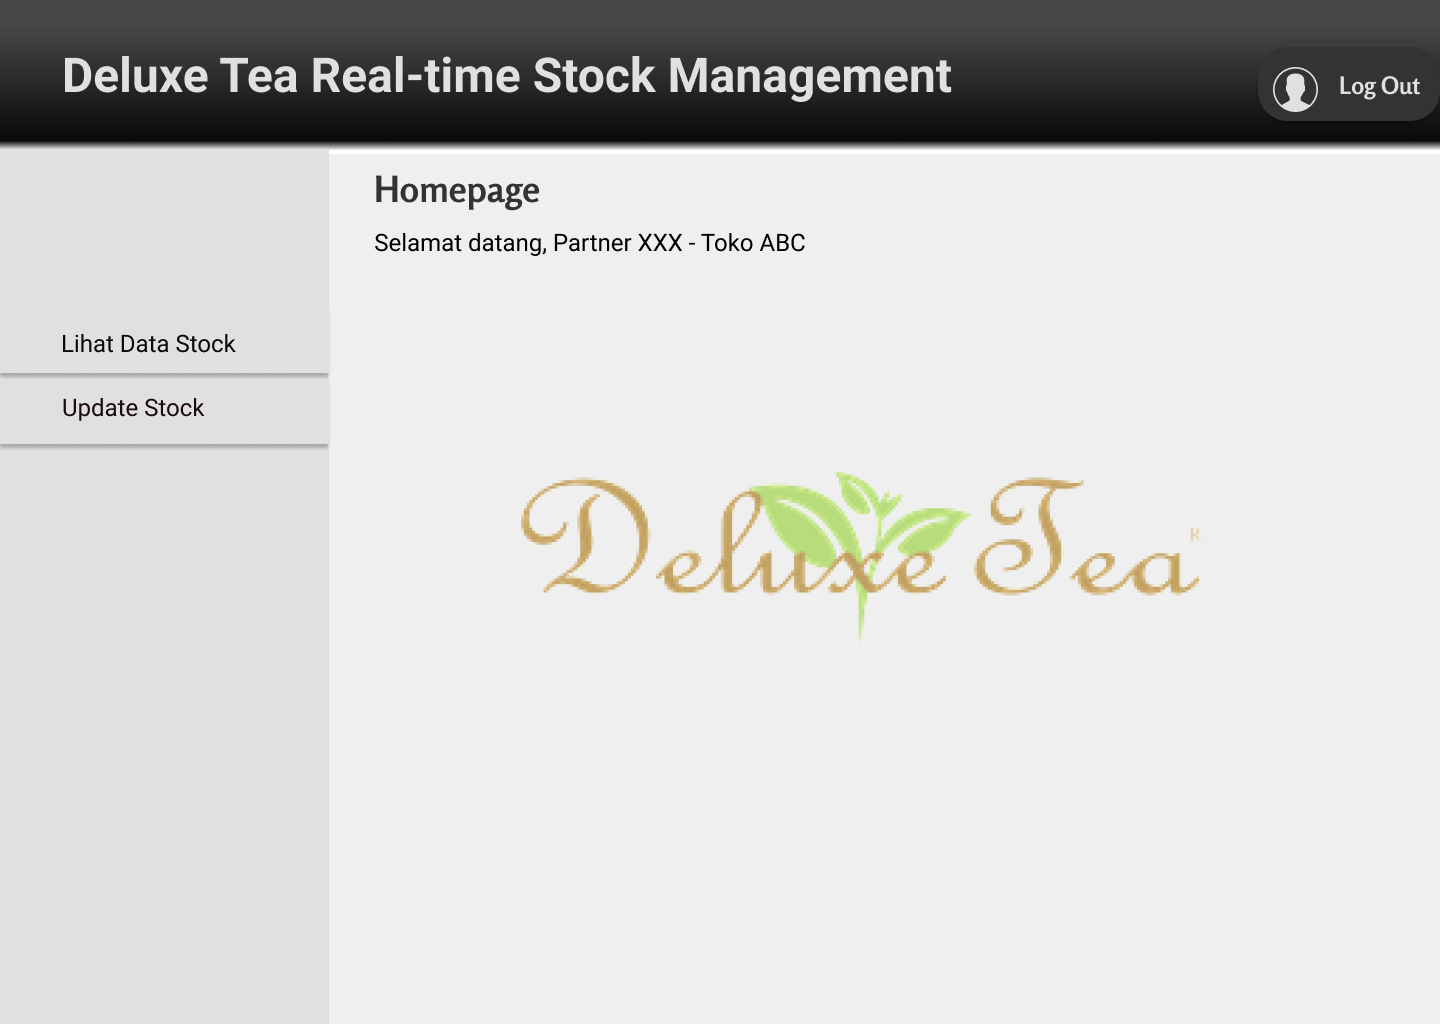 Deluxe Tea Real-time Stock Management
Log Out
Homepage
Selamat datang, Partner XXX - Toko ABC
Lihat Data Stock
Update Stock
Deluxe Tea®